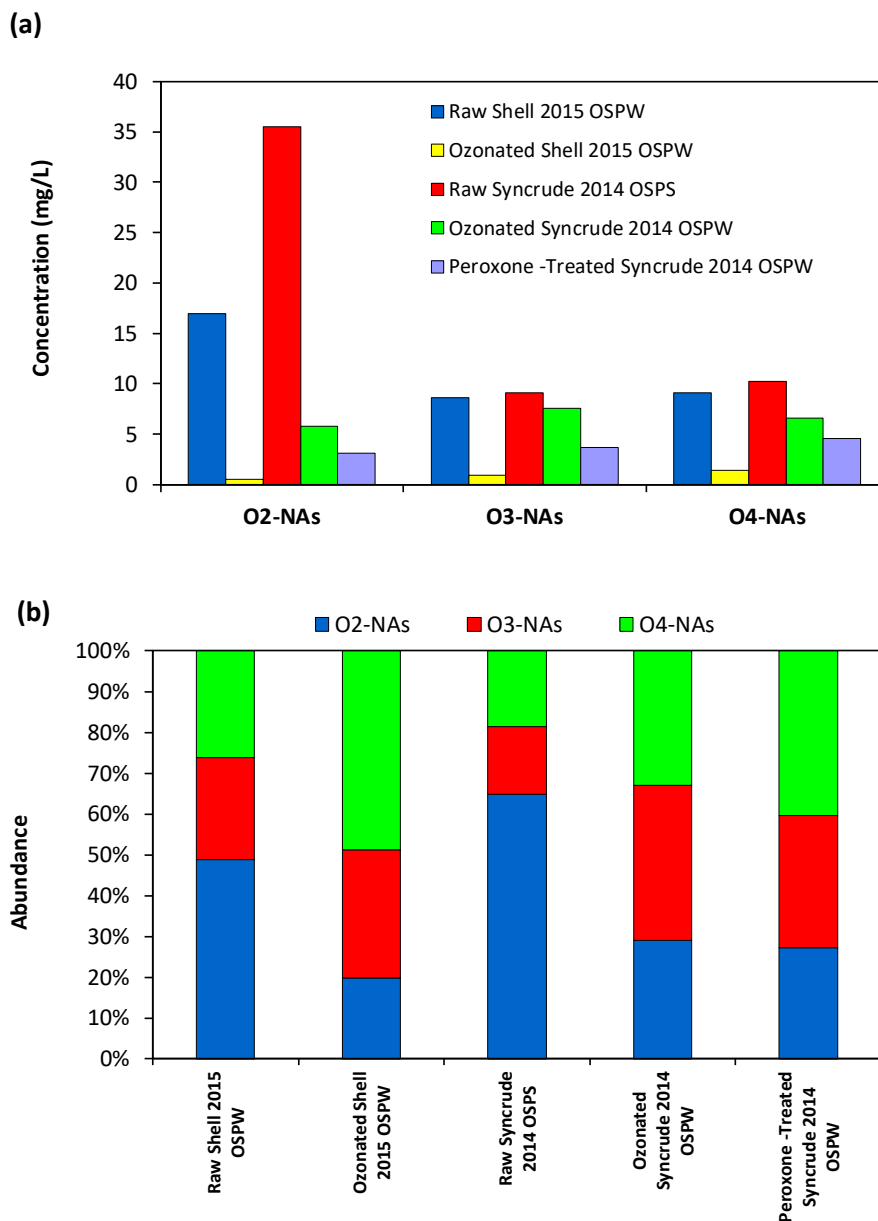 (a)
40
35
30
25
20
15
10
5
0
Concentration (mg/L)
Raw Shell 2015 OSPW
Ozonated Shell 2015 OSPW
Raw Syncrude 2014 OSPS
Ozonated Syncrude 2014 OSPW
Peroxone -Treated Syncrude 2014 OSPW
O2-NAs
O3-NAs
O4-NAs
(b)
O2-NAs
O3-NAs
O4-NAs
100%
90%
80%
70%
60%
50%
40%
30%
20%
10%
0%
Abundance
Raw Shell 2015
OSPW
Ozonated Shell
2015 OSPW
Raw Syncrude
2014 OSPS
Ozonated
Syncrude 2014
OSPW
Peroxone -Treated
Syncrude 2014
OSPW